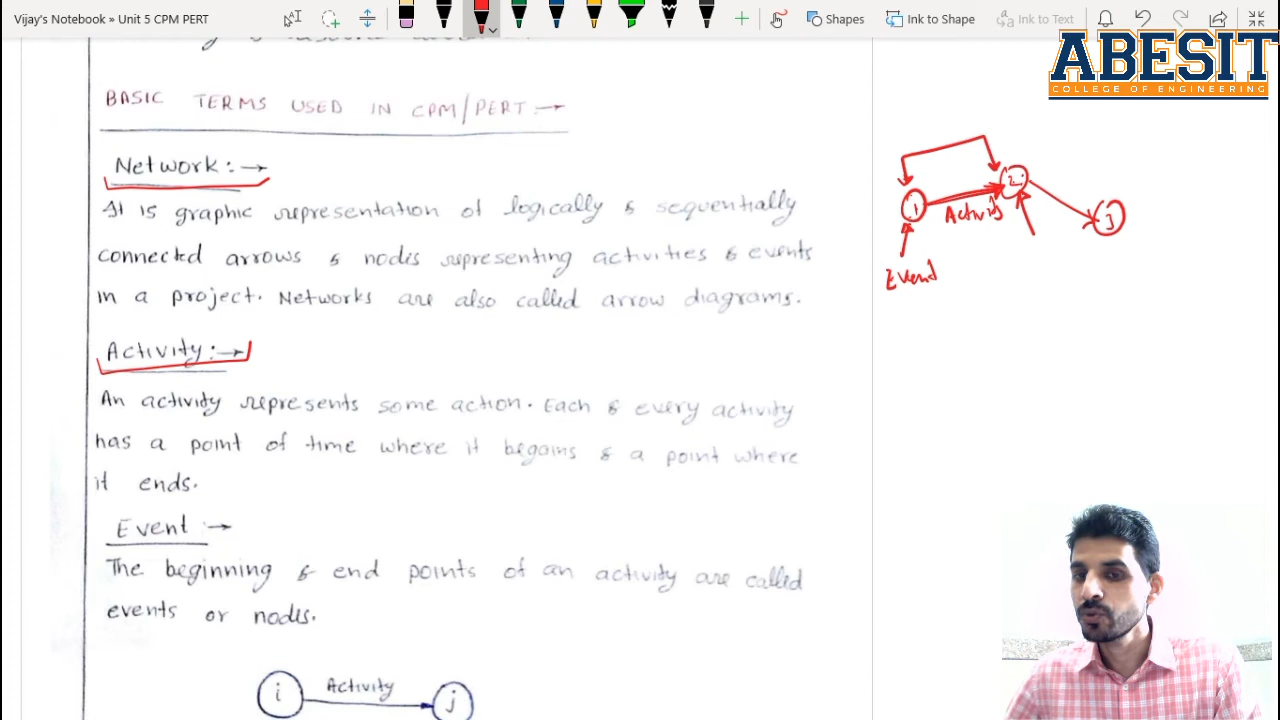 Vijay's Notebook » Unit 5 CPM PERT
Shapes
Ink to Shape
Ink to Text
ABESIT
COLLEGE OF ENGINEERING
BASIC TERMS USED IN CPM/PERT:→
Network:→
It is graphic representation of logically & sequentially
connected arrows & nodes representing activities & events
in a project. Networks are also called arrow diagrams.
Activity:→
An activity represents some action. Each & every activity
has a point of time where it begains & a point where
it ends.
Event:→
The beginning & end points of an activity are called
events or nodes.
i Activity j
1 Activity 2 3
Event